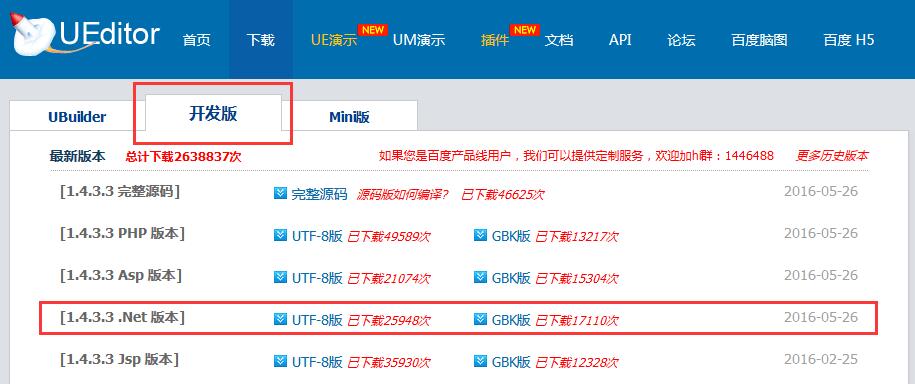 UEditor 首页 下载 UE演示 NEW UM演示 插件 NEW 文档 API 论坛 百度脑图 百度 H5
UBuilder 开发版 Mini版
最新版本 总计下载2638837次 如果您是百度产品线用户，我们可以提供定制服务，欢迎加hi群：1446488 更多历史版本
[1.4.3.3 完整源码] 完整源码 源码版如何编译？ 已下载46625次 2016-05-26
[1.4.3.3 PHP 版本] UTF-8版 已下载49589次 GBK版 已下载13217次 2016-05-26
[1.4.3.3 Asp 版本] UTF-8版 已下载21074次 GBK版 已下载15304次 2016-05-26
[1.4.3.3 .Net 版本] UTF-8版 已下载25948次 GBK版 已下载17110次 2016-05-26
[1.4.3.3 Jsp 版本] UTF-8版 已下载35930次 GBK版 已下载12328次 2016-02-25